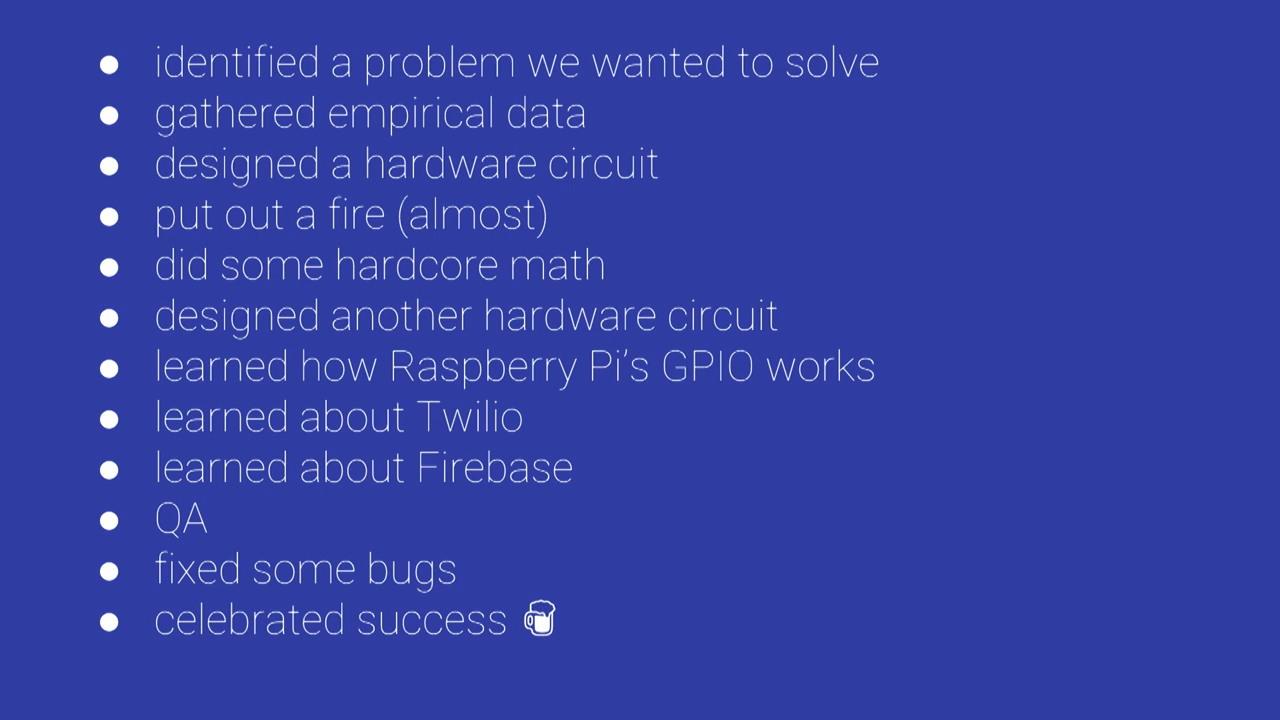 ● identified a problem we wanted to solve
● gathered empirical data
● designed a hardware circuit
● put out a fire (almost)
● did some hardcore math
● designed another hardware circuit
● learned how Raspberry Pi’s GPIO works
● learned about Twilio
● learned about Firebase
● QA
● fixed some bugs
● celebrated success 🍺